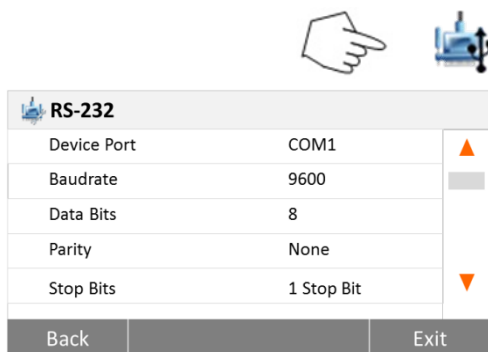 RS-232
Device Port COM1
Baudrate 9600
Data Bits 8
Parity None
Stop Bits 1 Stop Bit
Back Exit